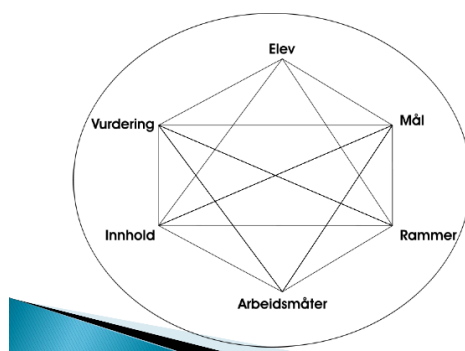 Elev
Vurdering
Mål
Innhold
Rammer
Arbeidsmåter